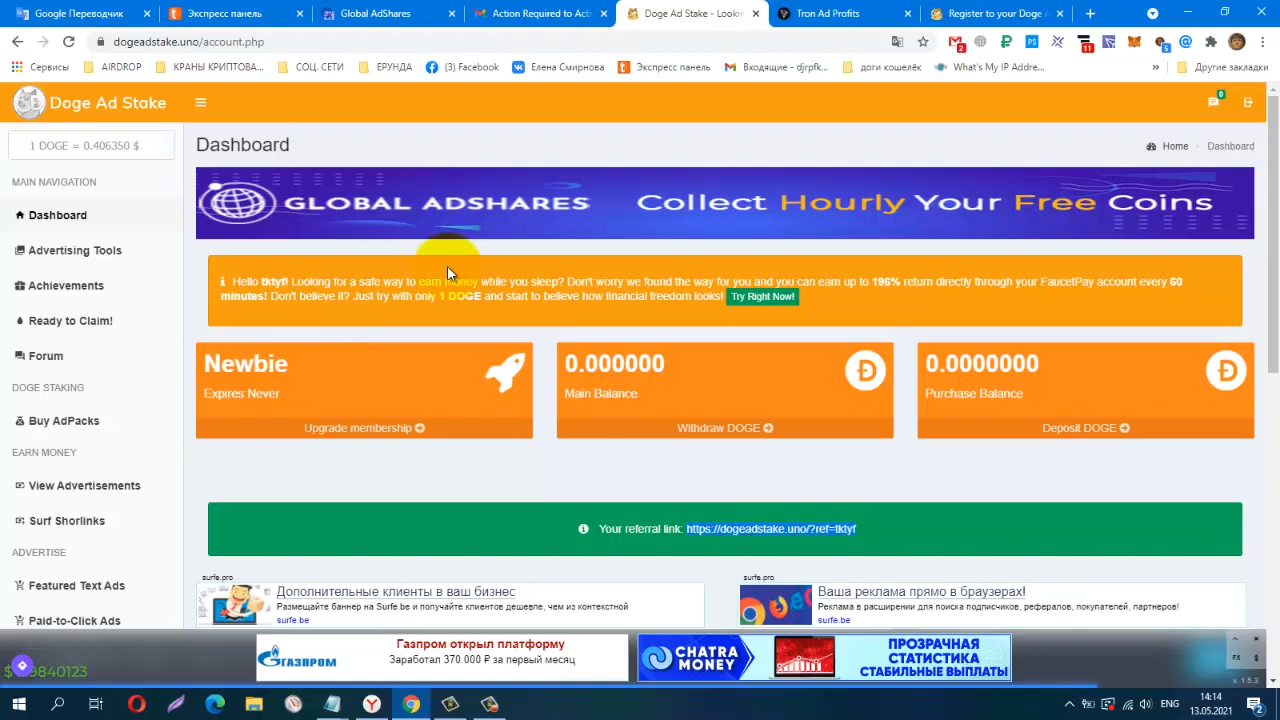 Google Переводчик
Экспресс панель
Global AdShares
Action Required to Act
Doge Ad Stake - Lookin
Tron Ad Profits
Register to your Doge A
dogeadstake.uno/account.php
2
11
5
Сервисы
AIRDROP
КРАНЫ КРИПТОВА...
СОЦ. СЕТИ
ЕРУНДА
(3) Facebook
Елена Смирнова
Экспресс панель
Входящие - djrpfk...
доги кошелёк
What's My IP Addre...
»
Другие закладки
Doge Ad Stake
0
1 DOGE = 0.406350 $
MAIN NAVIGATION
Dashboard
Advertising Tools
Achievements
Ready to Claim!
Forum
DOGE STAKING
Buy AdPacks
EARN MONEY
View Advertisements
Surf Shorlinks
ADVERTISE
Featured Text Ads
Paid-to-Click Ads
Dashboard
Home > Dashboard
GLOBAL ADSHARES Collect Hourly Your Free Coins
Hello tktyf! Looking for a safe way to earn money while you sleep? Don't worry we found the way for you and you can earn up to 196% return directly through your FaucetPay account every 60
minutes! Don't believe it? Just try with only 1 DOGE and start to believe how financial freedom looks! Try Right Now!
Newbie
Expires:Never
Upgrade membership
0.000000
Main Balance
Withdraw DOGE
0.0000000
Purchase Balance
Deposit DOGE
Your referral link: https://dogeadstake.uno/?ref=tktyf
surfe.pro
Дополнительные клиенты в ваш бизнес
Размещайте баннер на Surfe.be и получайте клиентов дешевле, чем из контекстной
surfe.be
surfe.pro
Ваша реклама прямо в браузерах!
Реклама в расширении для поиска подписчиков, рефералов, покупателей, партнеров!
surfe.be
ГАЗПРОМ
Газпром открыл платформу
Заработал 370.000 ₽ за первый месяц
CHATRA
MONEY
ПРОЗРАЧНАЯ
СТАТИСТИКА
СТАБИЛЬНЫЕ ВЫПЛАТЫ
FX $
v. 1.5.3
9840123
ENG
14:14
13.05.2021
2